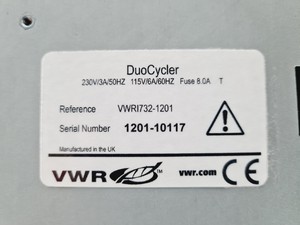 DuoCycler
230V/3A/50HZ 115V/6A/60HZ Fuse 8.0A T
Reference VWRI732-1201
Serial Number 1201-10117
Manufactured in the UK
VWR TM vwr.com CE